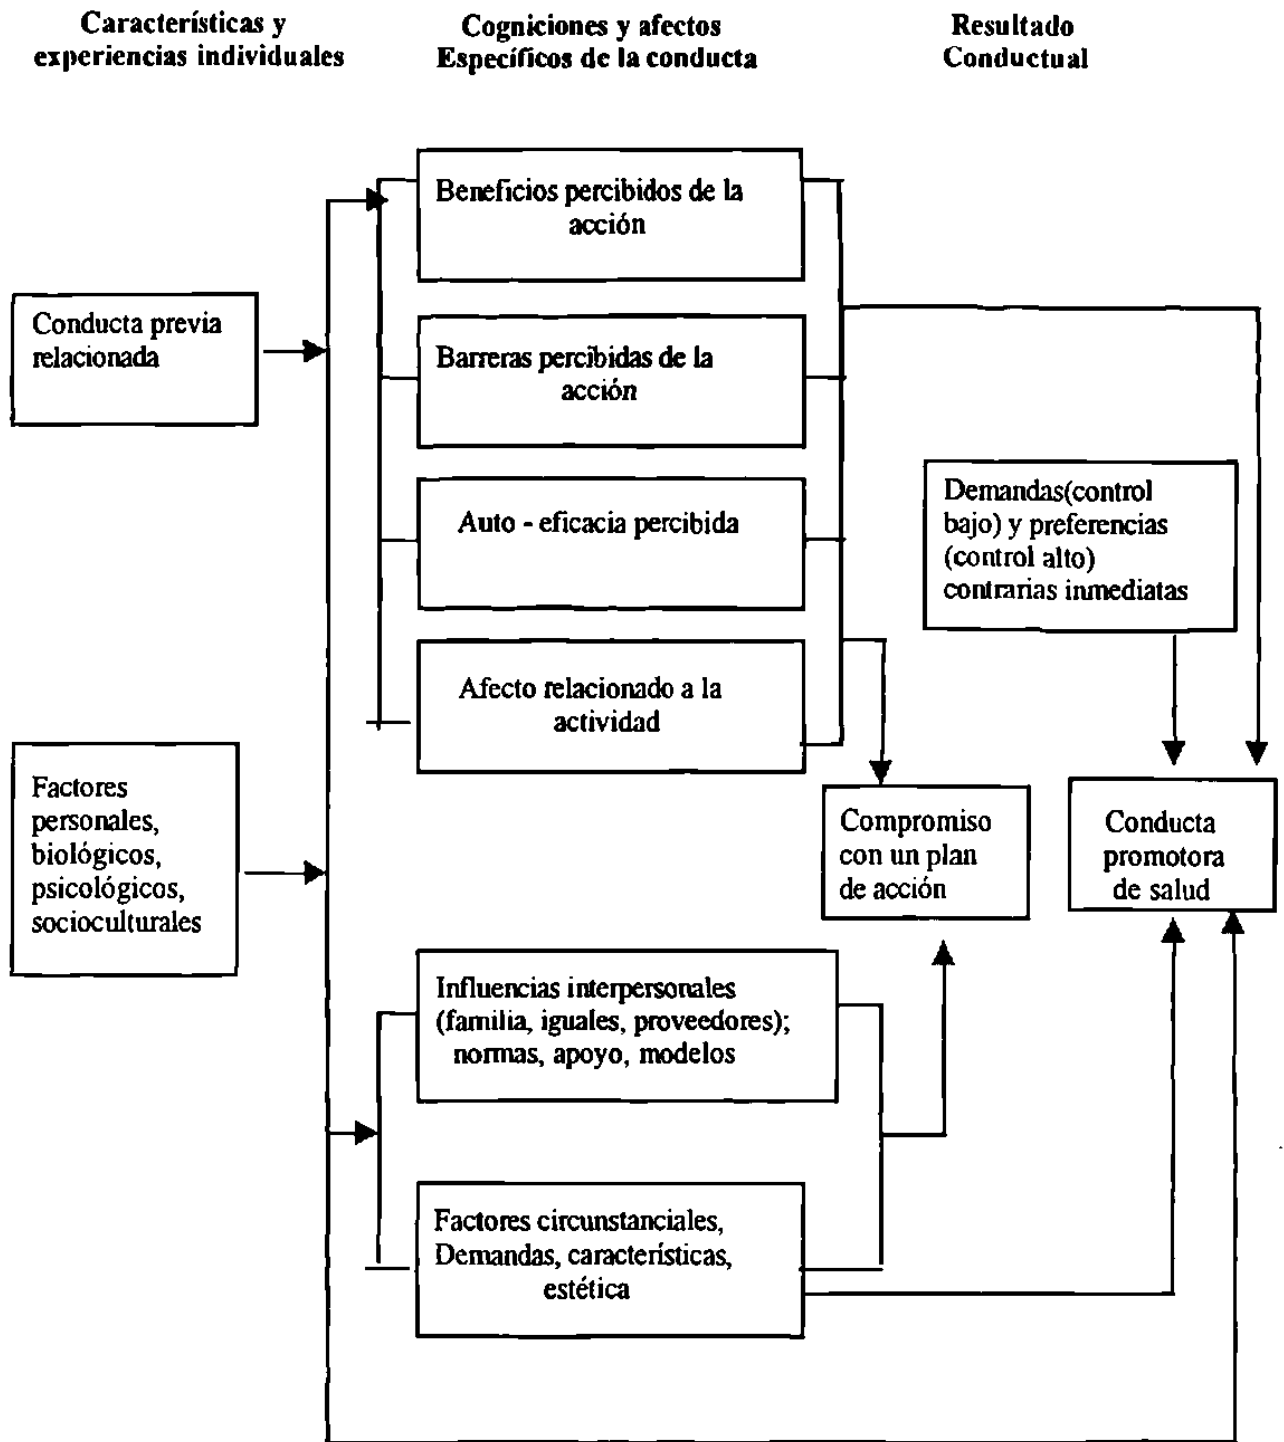 Características y
experiencias individuales
Cogniciones y afectos
Específicos de la conducta
Resultado
Conductual
Beneficios percibidos de la
acción
Conducta previa
relacionada
Barreras percibidas de la
acción
Auto - eficacia percibida
Demandas(control
bajo) y preferencias
(control alto)
contrarias inmediatas
Afecto relacionado a la
actividad
Factores
personales,
biológicos,
psicológicos,
socioculturales
Compromiso
con un plan
de acción
Conducta
promotora
de salud
Influencias interpersonales
(familia, iguales, proveedores);
normas, apoyo, modelos
Factores circunstanciales,
Demandas, características,
estética